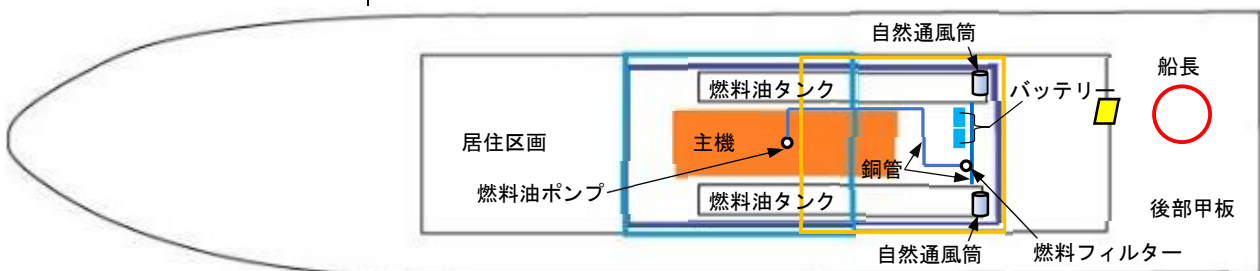 自然通風筒
船長
燃料油タンク
バッテリー
居住区画
主機
銅管
燃料油ポンプ
燃料油タンク
後部甲板
自然通風筒
燃料フィルター